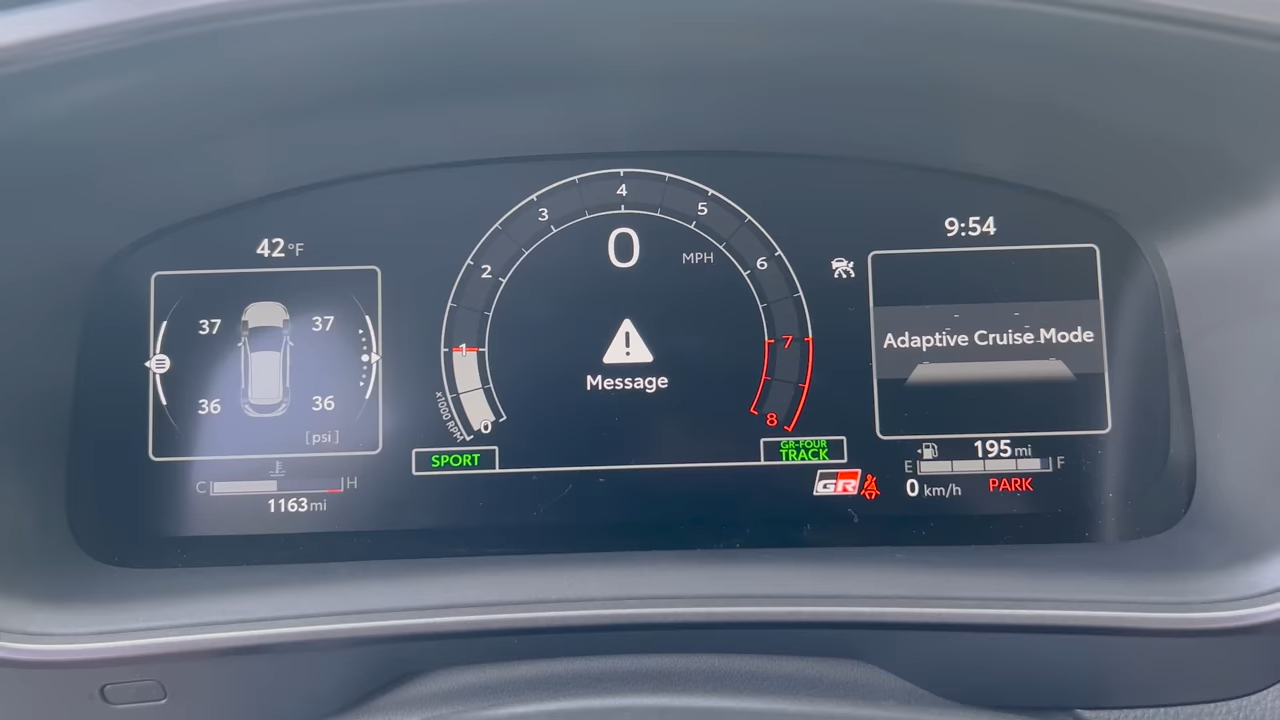 42°F
37
37
36
36
[psi]
C
H
1163 mi
0
1
2
3
4
5
6
7
8
x1000 RPM
0
MPH
Message
SPORT
GR-FOUR
TRACK
GR
9:54
Adaptive Cruise Mode
195 mi
E
F
0 km/h
PARK